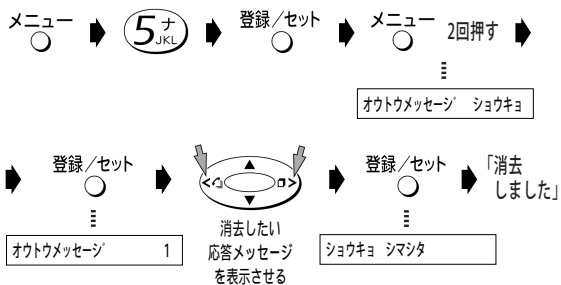 メニュー
5ナJKL
登録／セット
メニュー 2回押す
オウトウメッセージ ショウキョ
登録／セット
オウトウメッセージ 1
消去したい
応答メッセージ
を表示させる
登録／セット
ショウキョ シマシタ
「消去
しました」